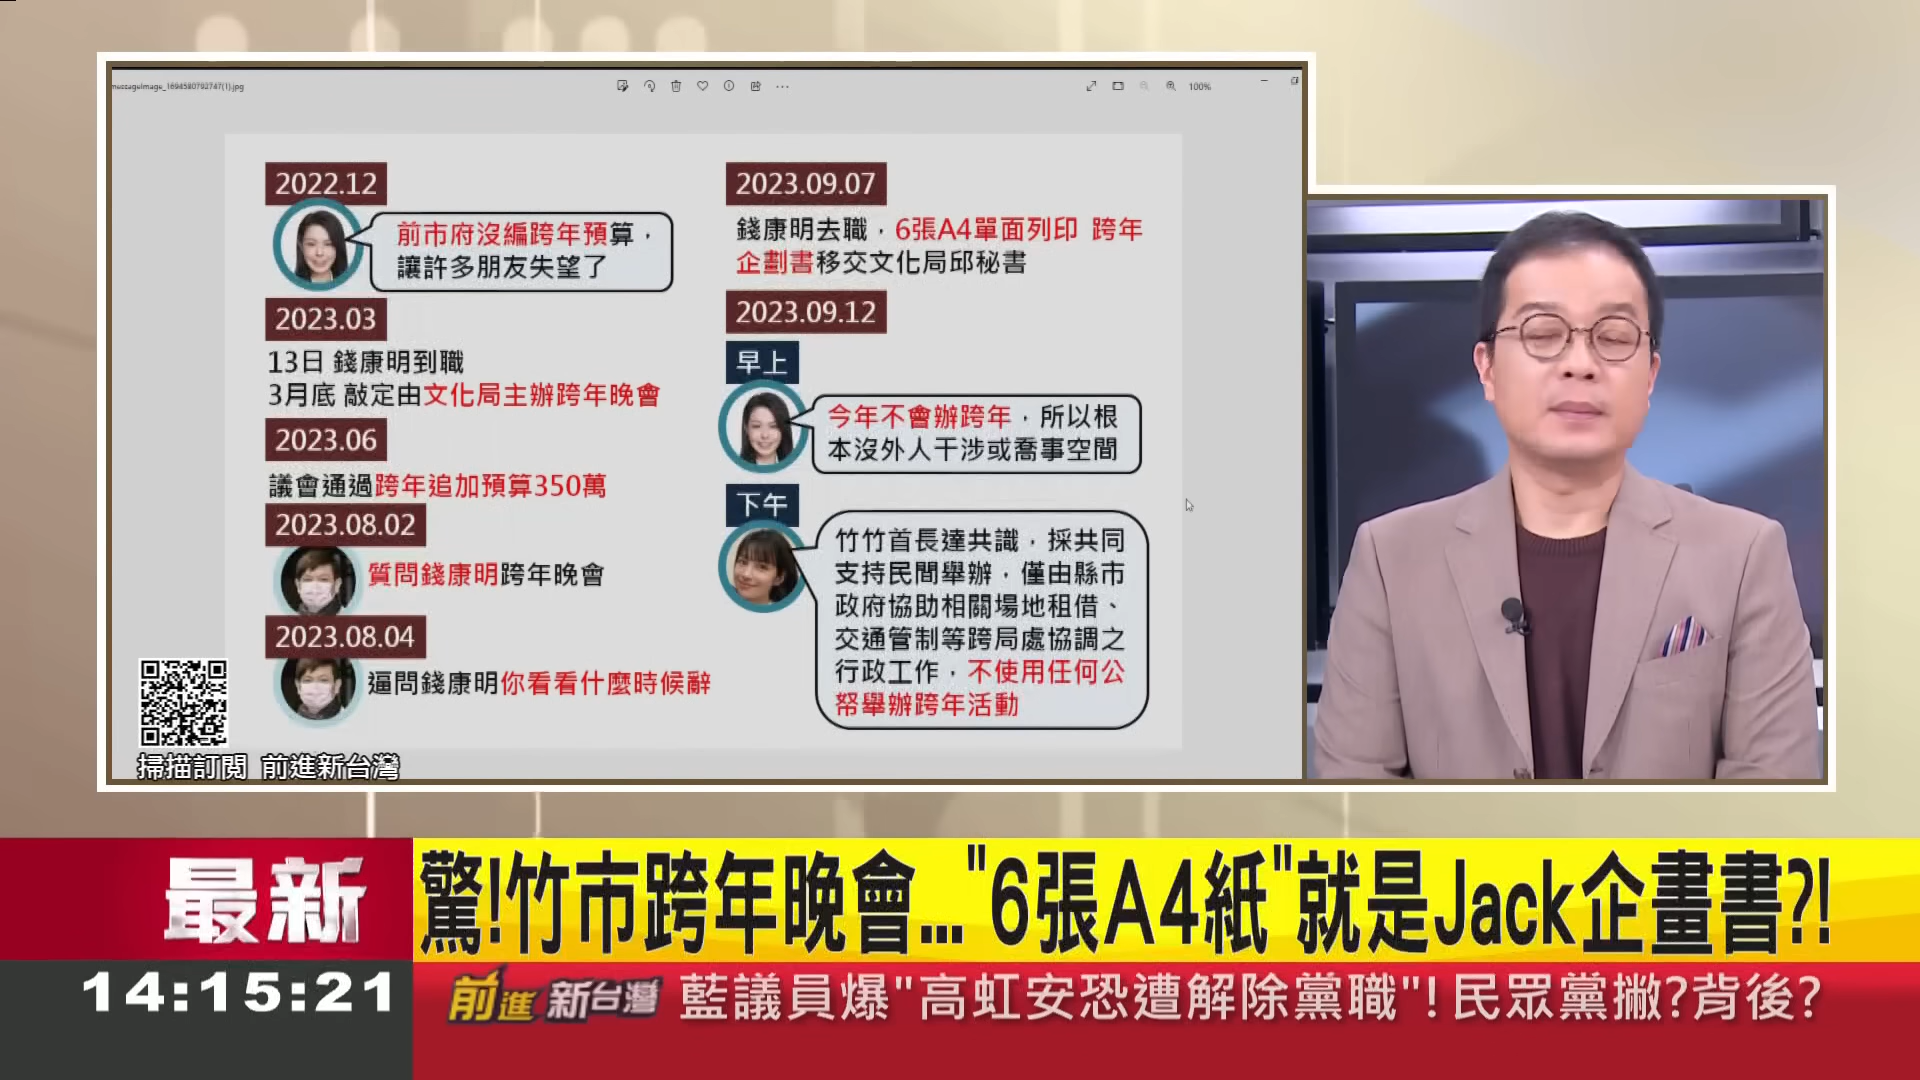 messageImage_1694580792747(1).jpg
100%
2022.12
前市府沒編跨年預算，
讓許多朋友失望了
2023.03
13日 錢康明到職
3月底 敲定由文化局主辦跨年晚會
2023.06
議會通過跨年追加預算350萬
2023.08.02
質問錢康明跨年晚會
2023.08.04
逼問錢康明你看看什麼時候辭
2023.09.07
錢康明去職，6張A4單面列印 跨年
企劃書移交文化局邱秘書
2023.09.12
早上
今年不會辦跨年，所以根
本沒外人干涉或喬事空間
下午
竹竹首長達共識，採共同
支持民間舉辦，僅由縣市
政府協助相關場地租借、
交通管制等跨局處協調之
行政工作，不使用任何公
帑舉辦跨年活動
掃描訂閱 前進新台灣
最新
驚!竹市跨年晚會..."6張A4紙"就是Jack企畫書?!
14:15:21
前進新台灣
藍議員爆"高虹安恐遭解除黨職"!民眾黨撇?背後?